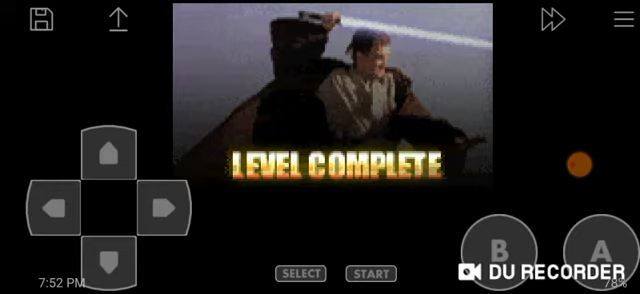 LEVEL COMPLETE
B
A
SELECT
START
DU RECORDER
7:52 PM
78%